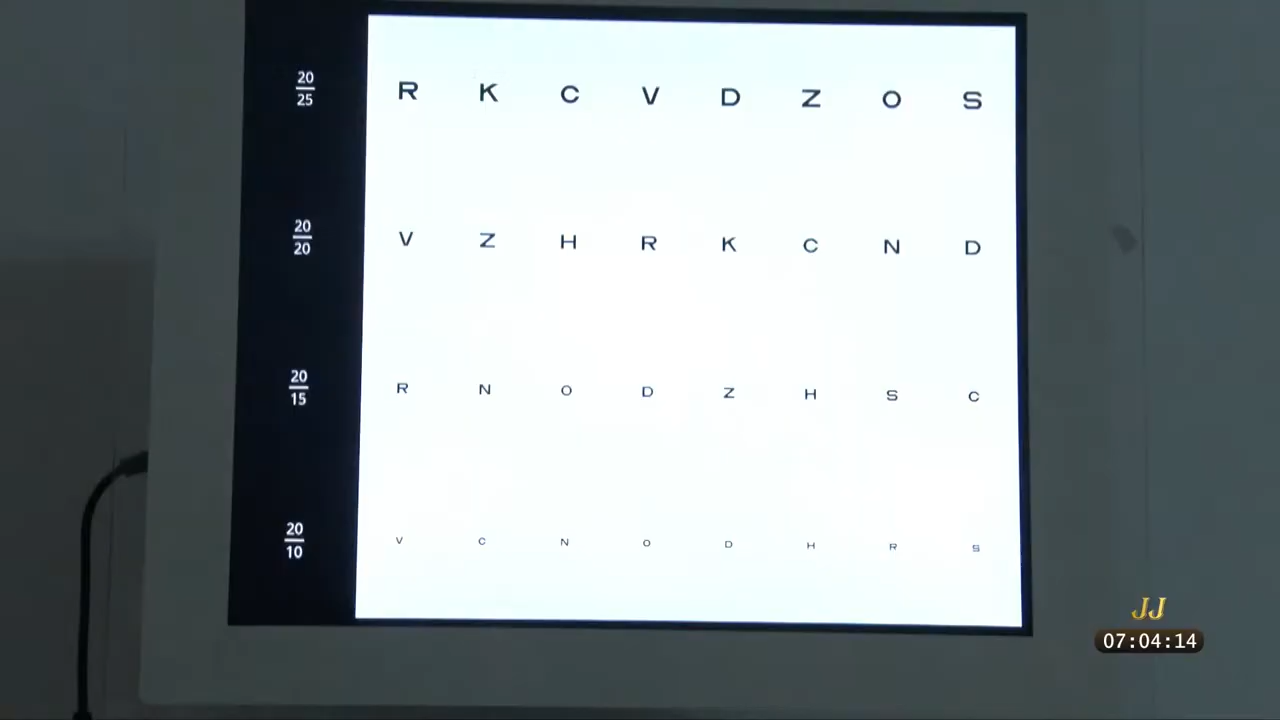 20/25 R K C V D Z O S
20/20 V Z H R K C N D
20/15 R N O D Z H S C
20/10 V C N O D H R S
JJ
07:04:14